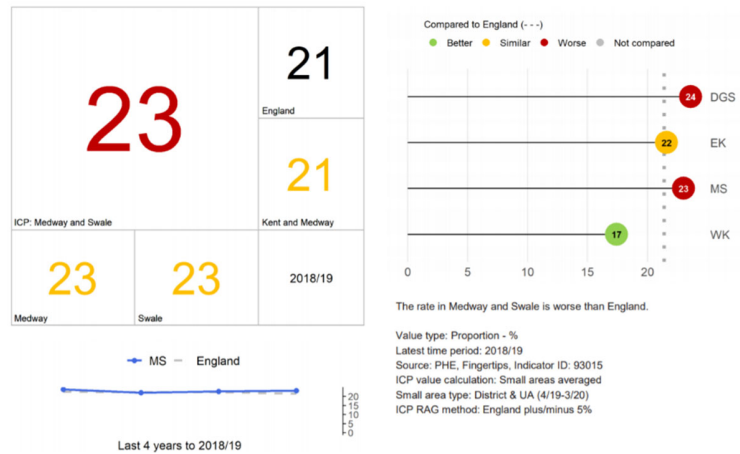 23
ICP: Medway and Swale
21
England
21
Kent and Medway
23
Medway
23
Swale
2018/19
MS England
20
15
10
5
0
Last 4 years to 2018/19
Compared to England (- - -)
Better Similar Worse Not compared
24 DGS
22 EK
23 MS
17 WK
0 5 10 15 20
The rate in Medway and Swale is worse than England.
Value type: Proportion - %
Latest time period: 2018/19
Source: PHE, Fingertips, Indicator ID: 93015
ICP value calculation: Small areas averaged
Small area type: District & UA (4/19-3/20)
ICP RAG method: England plus/minus 5%